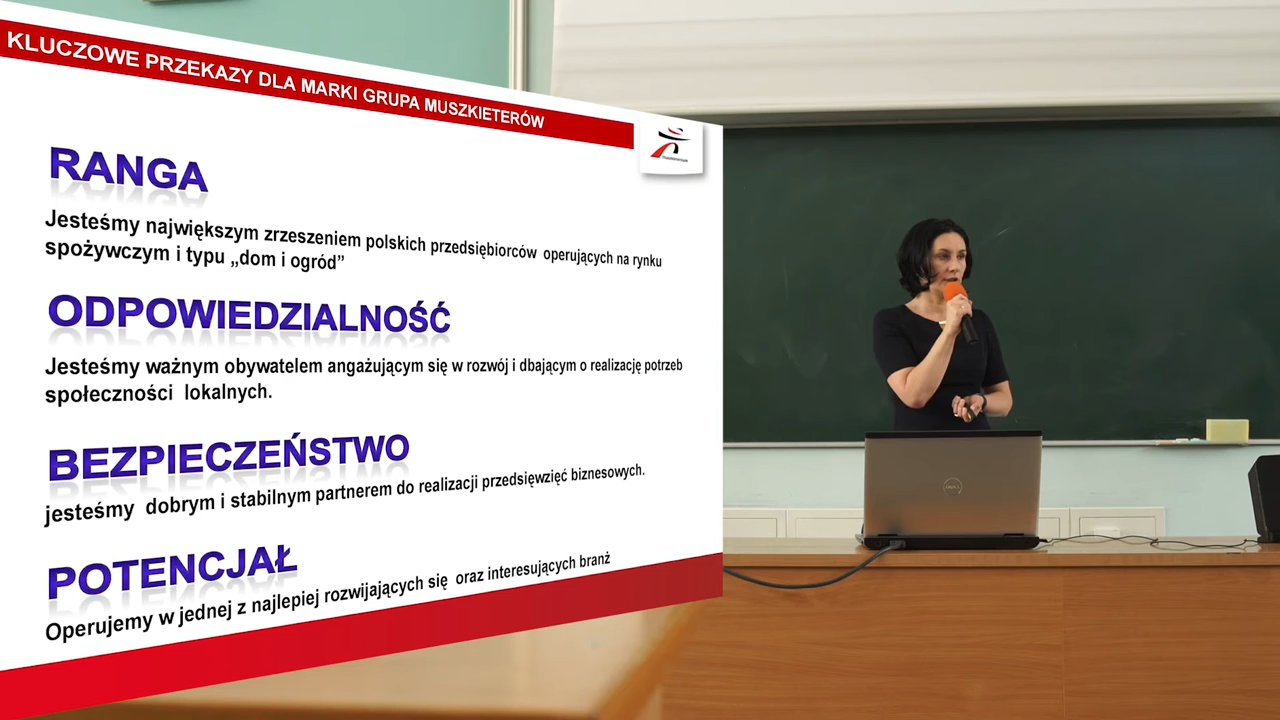 KLUCZOWE PRZEKAZY DLA MARKI GRUPA MUSZKIETERÓW
RANGA
Jesteśmy największym zrzeszeniem polskich przedsiębiorców operujących na rynku
spożywczym i typu „dom i ogród”
ODPOWIEDZIALNOŚĆ
Jesteśmy ważnym obywatelem angażującym się w rozwój i dbającym o realizację potrzeb
społeczności lokalnych.
BEZPIECZEŃSTWO
jesteśmy dobrym i stabilnym partnerem do realizacji przedsięwzięć biznesowych.
POTENCJAŁ
Operujemy w jednej z najlepiej rozwijających się oraz interesujących branż
DELL